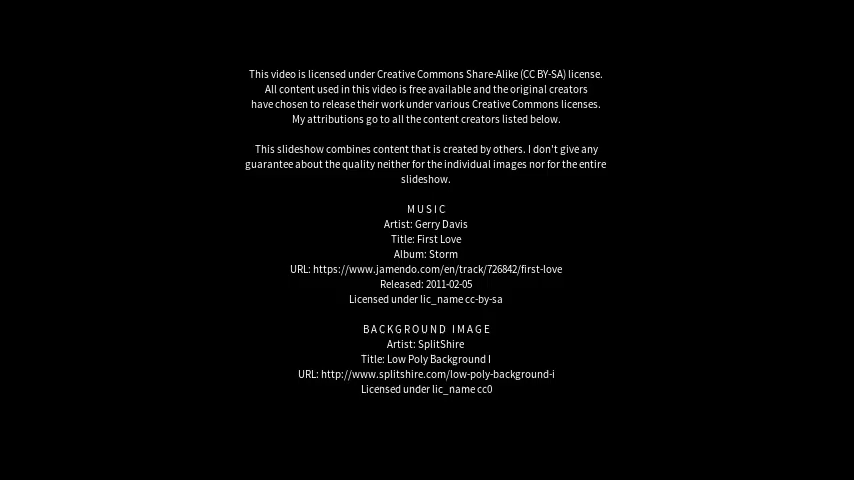 This video is licensed under Creative Commons Share-Alike (CC BY-SA) license.
All content used in this video is free available and the original creators
have chosen to release their work under various Creative Commons licenses.
My attributions go to all the content creators listed below.
This slideshow combines content that is created by others. I don't give any
guarantee about the quality neither for the individual images nor for the entire
slideshow.
MUSIC
Artist: Gerry Davis
Title: First Love
Album: Storm
URL: https://www.jamendo.com/en/track/726842/first-love
Released: 2011-02-05
Licensed under lic_name cc-by-sa
BACKGROUND IMAGE
Artist: SplitShire
Title: Low Poly Background I
URL: http://www.splitshire.com/low-poly-background-i
Licensed under lic_name cc0